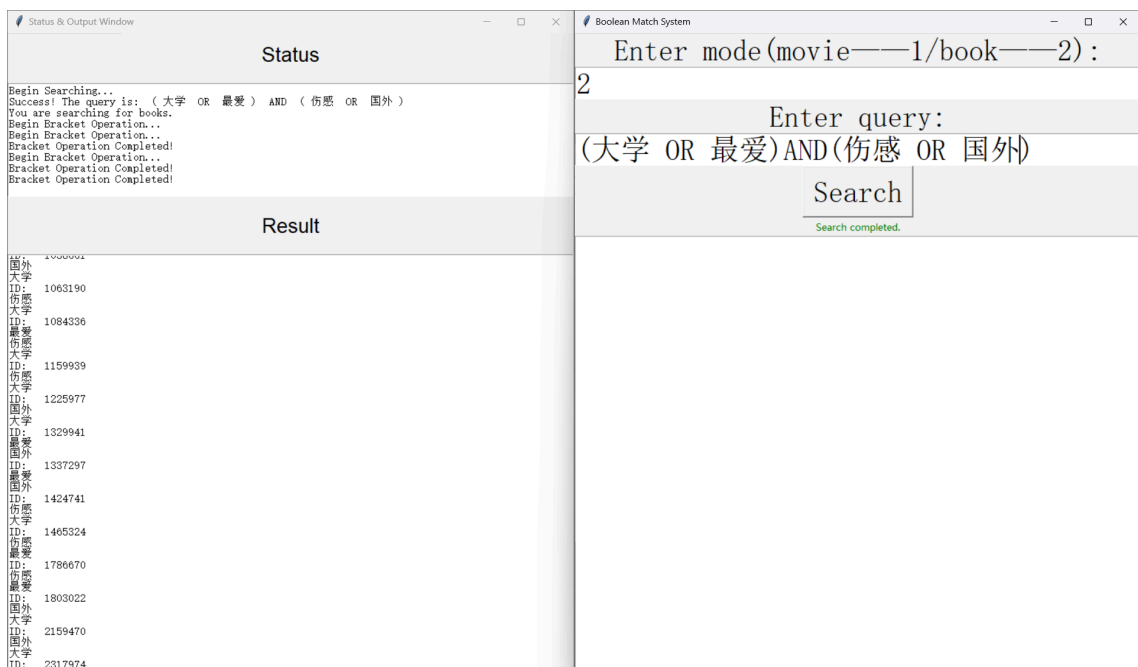 Status & Output Window
Status
Begin Searching...
Success! The query is: ( 大学 OR 最爱 ) AND ( 伤感 OR 国外 )
You are searching for books.
Begin Bracket Operation...
Begin Bracket Operation...
Bracket Operation Completed!
Begin Bracket Operation...
Bracket Operation Completed!
Bracket Operation Completed!
Result
国外
大学
ID: 1063190
伤感
大学
ID: 1084336
最爱
伤感
大学
ID: 1159939
伤感
大学
ID: 1225977
国外
大学
ID: 1329941
最爱
国外
ID: 1337297
最爱
国外
ID: 1424741
伤感
大学
ID: 1465324
伤感
最爱
ID: 1786670
伤感
最爱
ID: 1803022
国外
大学
ID: 2159470
国外
大学
ID: 2317974
Boolean Match System
Enter mode(movie——1/book——2):
2
Enter query:
(大学 OR 最爱)AND(伤感 OR 国外)
Search
Search completed.